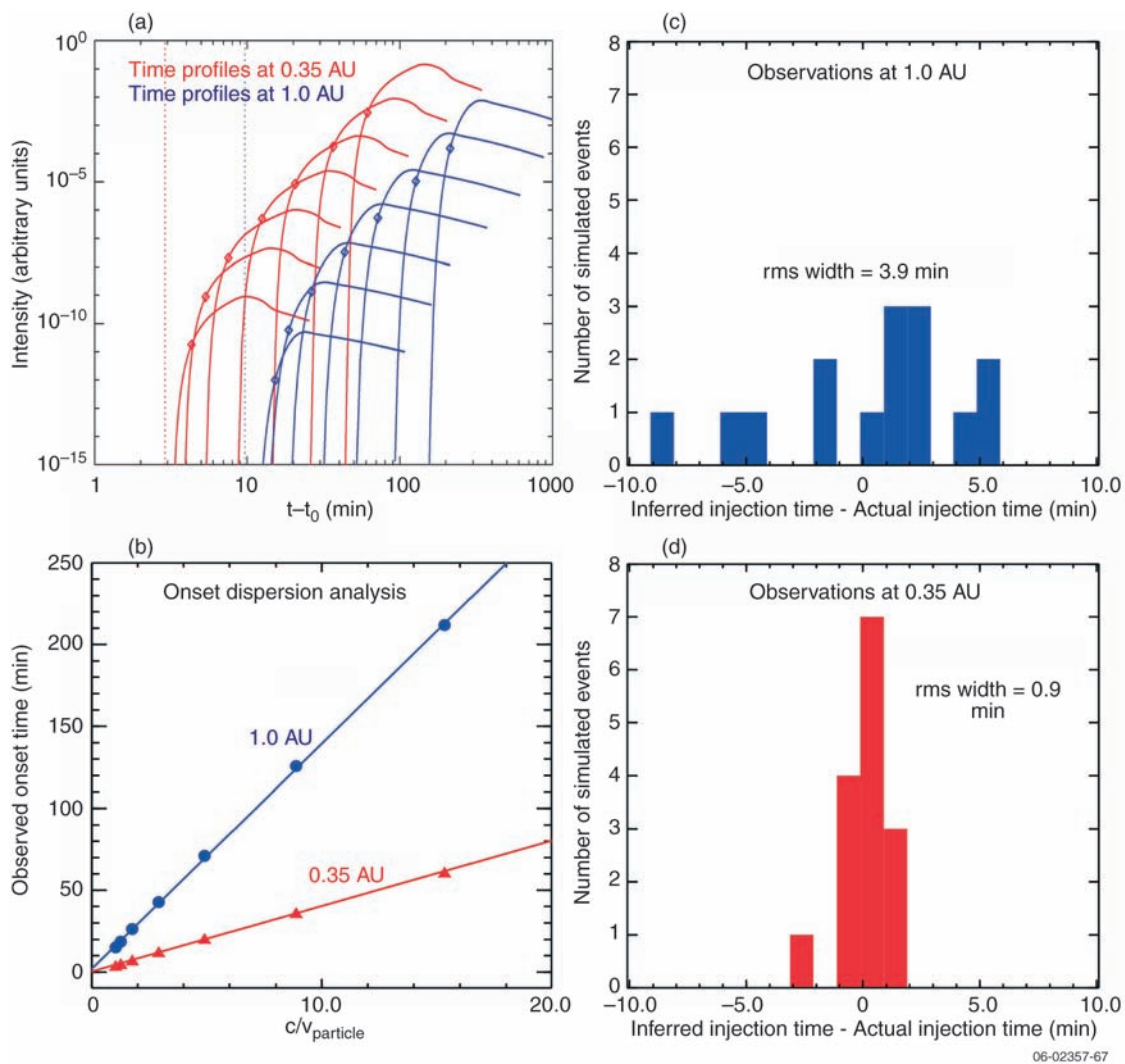 (a)
10⁰
10⁻⁵
10⁻¹⁰
10⁻¹⁵
Intensity (arbitrary units)
Time profiles at 0.35 AU
Time profiles at 1.0 AU
1
10
100
1000
t–t₀ (min)
(c)
8
7
6
5
4
3
2
1
0
Number of simulated events
Observations at 1.0 AU
rms width = 3.9 min
–10.0
–5.0
0
5.0
10.0
Inferred injection time - Actual injection time (min)
(b)
250
200
150
100
50
0
Observed onset time (min)
Onset dispersion analysis
1.0 AU
0.35 AU
0
10.0
20.0
c/vₚₐᵣₜᵢcₗₑ
(d)
8
7
6
5
4
3
2
1
0
Number of simulated events
Observations at 0.35 AU
rms width = 0.9
min
–10.0
–5.0
0
5.0
10.0
Inferred injection time - Actual injection time (min)
06-02357-67